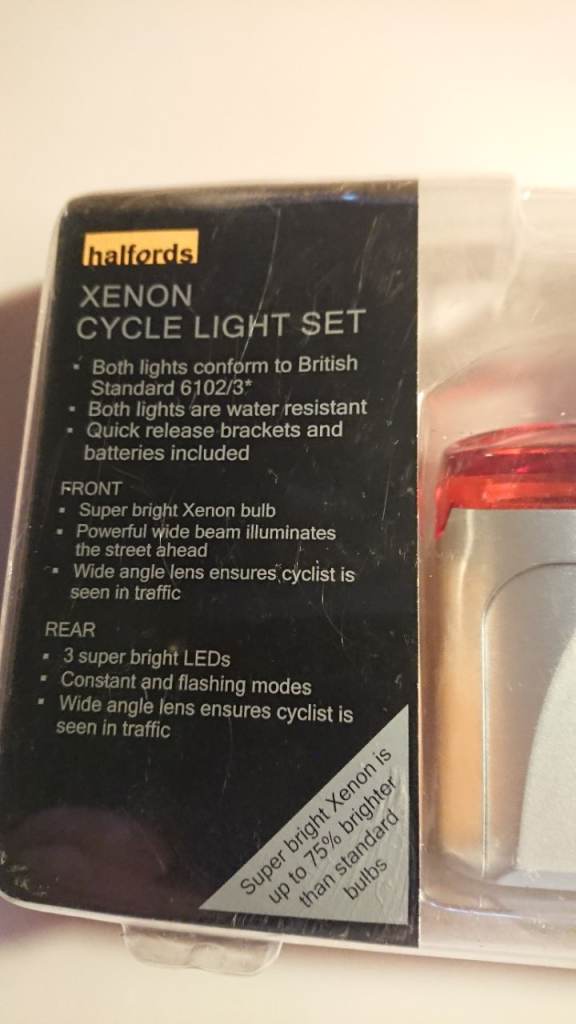 halfords
XENON
CYCLE LIGHT SET
▪ Both lights conform to British
Standard 6102/3*
▪ Both lights are water resistant
▪ Quick release brackets and
batteries included
FRONT
▪ Super bright Xenon bulb
▪ Powerful wide beam illuminates
the street ahead
▪ Wide angle lens ensures cyclist is
seen in traffic
REAR
▪ 3 super bright LEDs
▪ Constant and flashing modes
▪ Wide angle lens ensures cyclist is
seen in traffic
Super bright Xenon is
up to 75% brighter
than standard
bulbs